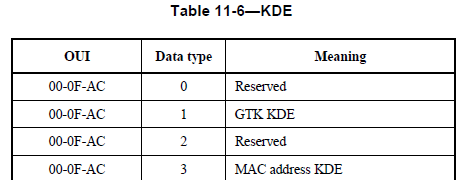 Table 11-6—KDE
OUI Data type Meaning
00-0F-AC 0 Reserved
00-0F-AC 1 GTK KDE
00-0F-AC 2 Reserved
00-0F-AC 3 MAC address KDE